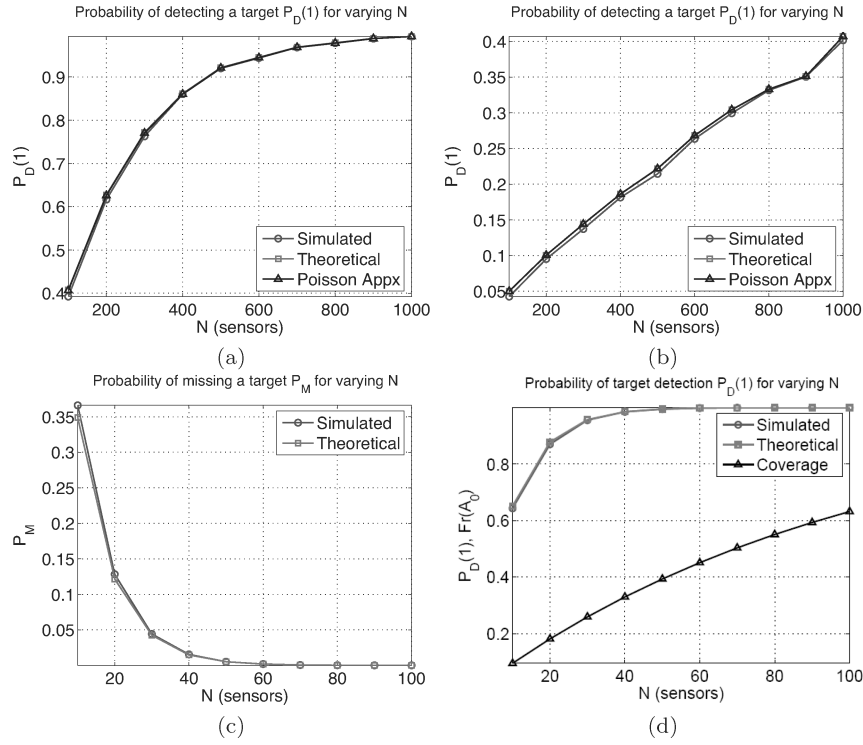 Probability of detecting a target P_D(1) for varying N
0.9
0.8
0.7
0.6
0.5
0.4
P_D(1)
Simulated
Theoretical
Poisson Appx
200 400 600 800 1000
N (sensors)
(a)
Probability of detecting a target P_D(1) for varying N
0.4
0.35
0.3
0.25
0.2
0.15
0.1
0.05
P_D(1)
Simulated
Theoretical
Poisson Appx
200 400 600 800 1000
N (sensors)
(b)
Probability of missing a target P_M for varying N
0.35
0.3
0.25
0.2
0.15
0.1
0.05
P_M
Simulated
Theoretical
20 40 60 80 100
N (sensors)
(c)
Probability of target detection P_D(1) for varying N
0.8
0.6
0.4
0.2
P_D(1), Fr(A_0)
Simulated
Theoretical
Coverage
20 40 60 80 100
N (sensors)
(d)